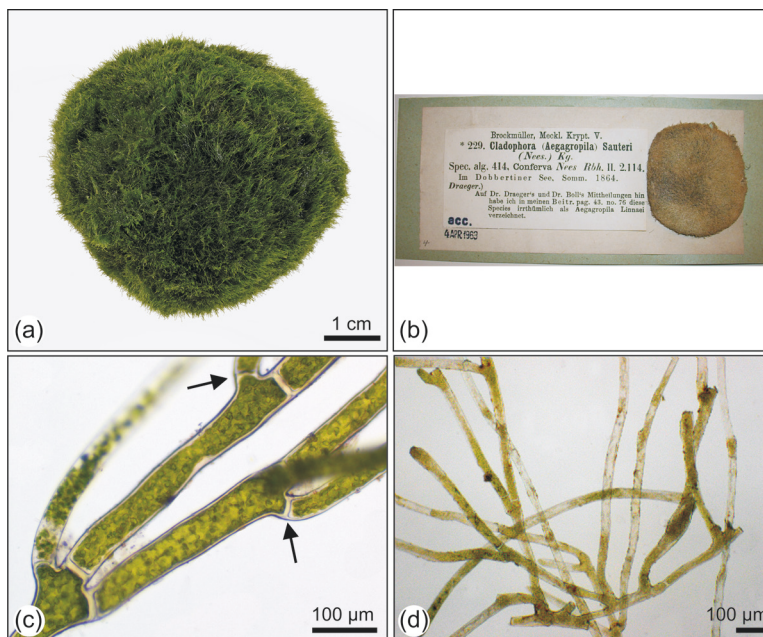 (a)
1 cm
Brockmüller, Meckl. Krypt. V.
* 229. Cladophora (Aegagropila) Sauteri
(Nees.) Kg.
Spec. alg. 414, Conferva Nees Rbh. II. 2.114.
Im Dobbertiner See, Somm. 1864.
Draeger.)
Auf Dr. Draeger's und Dr. Boll's Mittheilungen hin
habe ich in meinen Beitr. pag. 43. no. 76 diese
Species irrthümlich als Aegagropila Linnaei
verzeichnet.
acc.
4 APR 1963
(b)
(c)
100 µm
(d)
100 µm